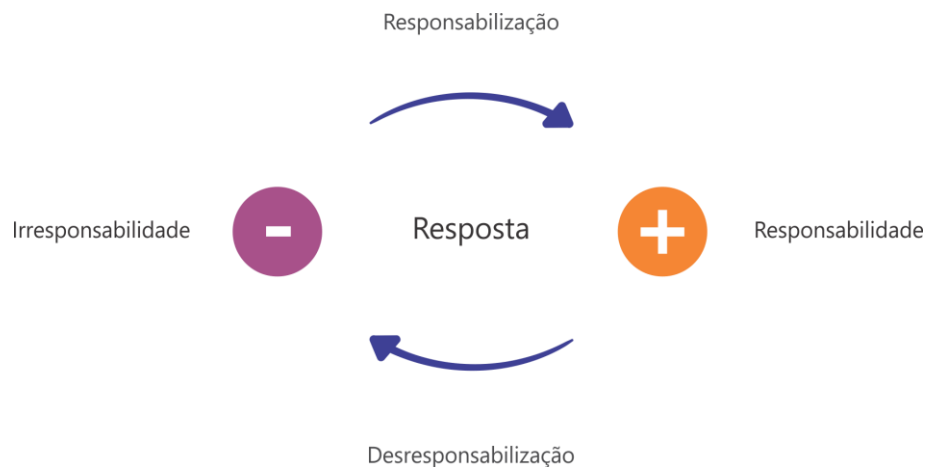 Responsabilização
Irresponsabilidade
-
Resposta
+
Responsabilidade
Desresponsabilização